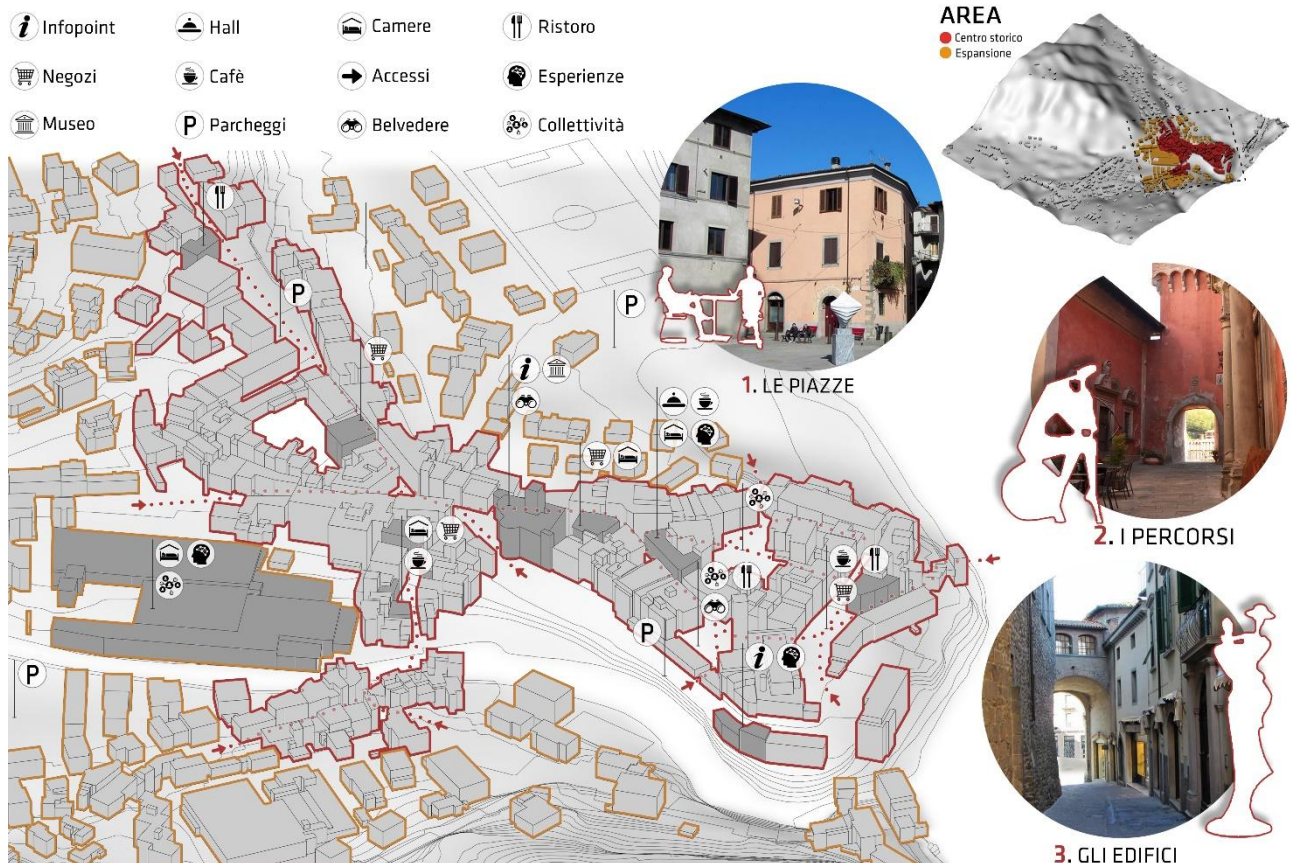 Infopoint
Hall
Camere
Ristoro
Negozi
Cafè
Accessi
Esperienze
Museo
P Parcheggi
Belvedere
Collettività
AREA
Centro storico
Espansione
P
P
P
P
1. LE PIAZZE
2. I PERCORSI
3. GLI EDIFICI